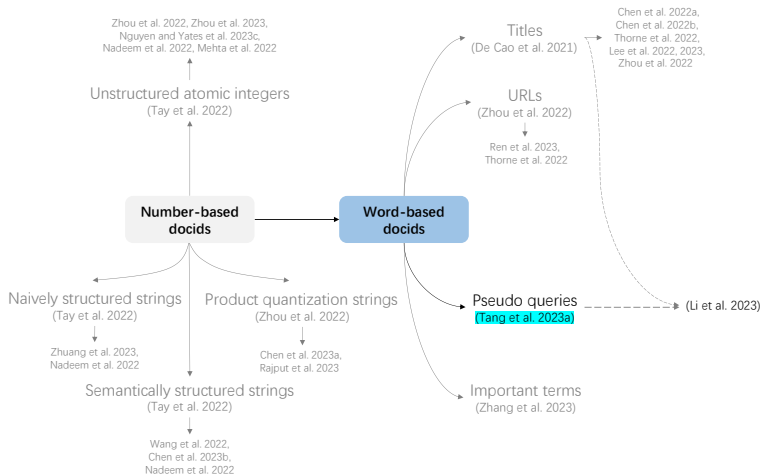 Zhou et al. 2022, Zhou et al. 2023,
Nguyen and Yates et al. 2023c,
Nadeem et al. 2022, Mehta et al. 2022
Unstructured atomic integers
(Tay et al. 2022)
Number-based
docids
Naively structured strings
(Tay et al. 2022)
Zhuang et al. 2023,
Nadeem et al. 2022
Product quantization strings
(Zhou et al. 2022)
Chen et al. 2023a,
Rajput et al. 2023
Semantically structured strings
(Tay et al. 2022)
Wang et al. 2022,
Chen et al. 2023b,
Nadeem et al. 2022
Word-based
docids
Titles
(De Cao et al. 2021)
Chen et al. 2022a,
Chen et al. 2022b,
Thorne et al. 2022,
Lee et al. 2022, 2023,
Zhou et al. 2022
URLs
(Zhou et al. 2022)
Ren et al. 2023,
Thorne et al. 2022
Pseudo queries
(Tang et al. 2023a)
(Li et al. 2023)
Important terms
(Zhang et al. 2023)